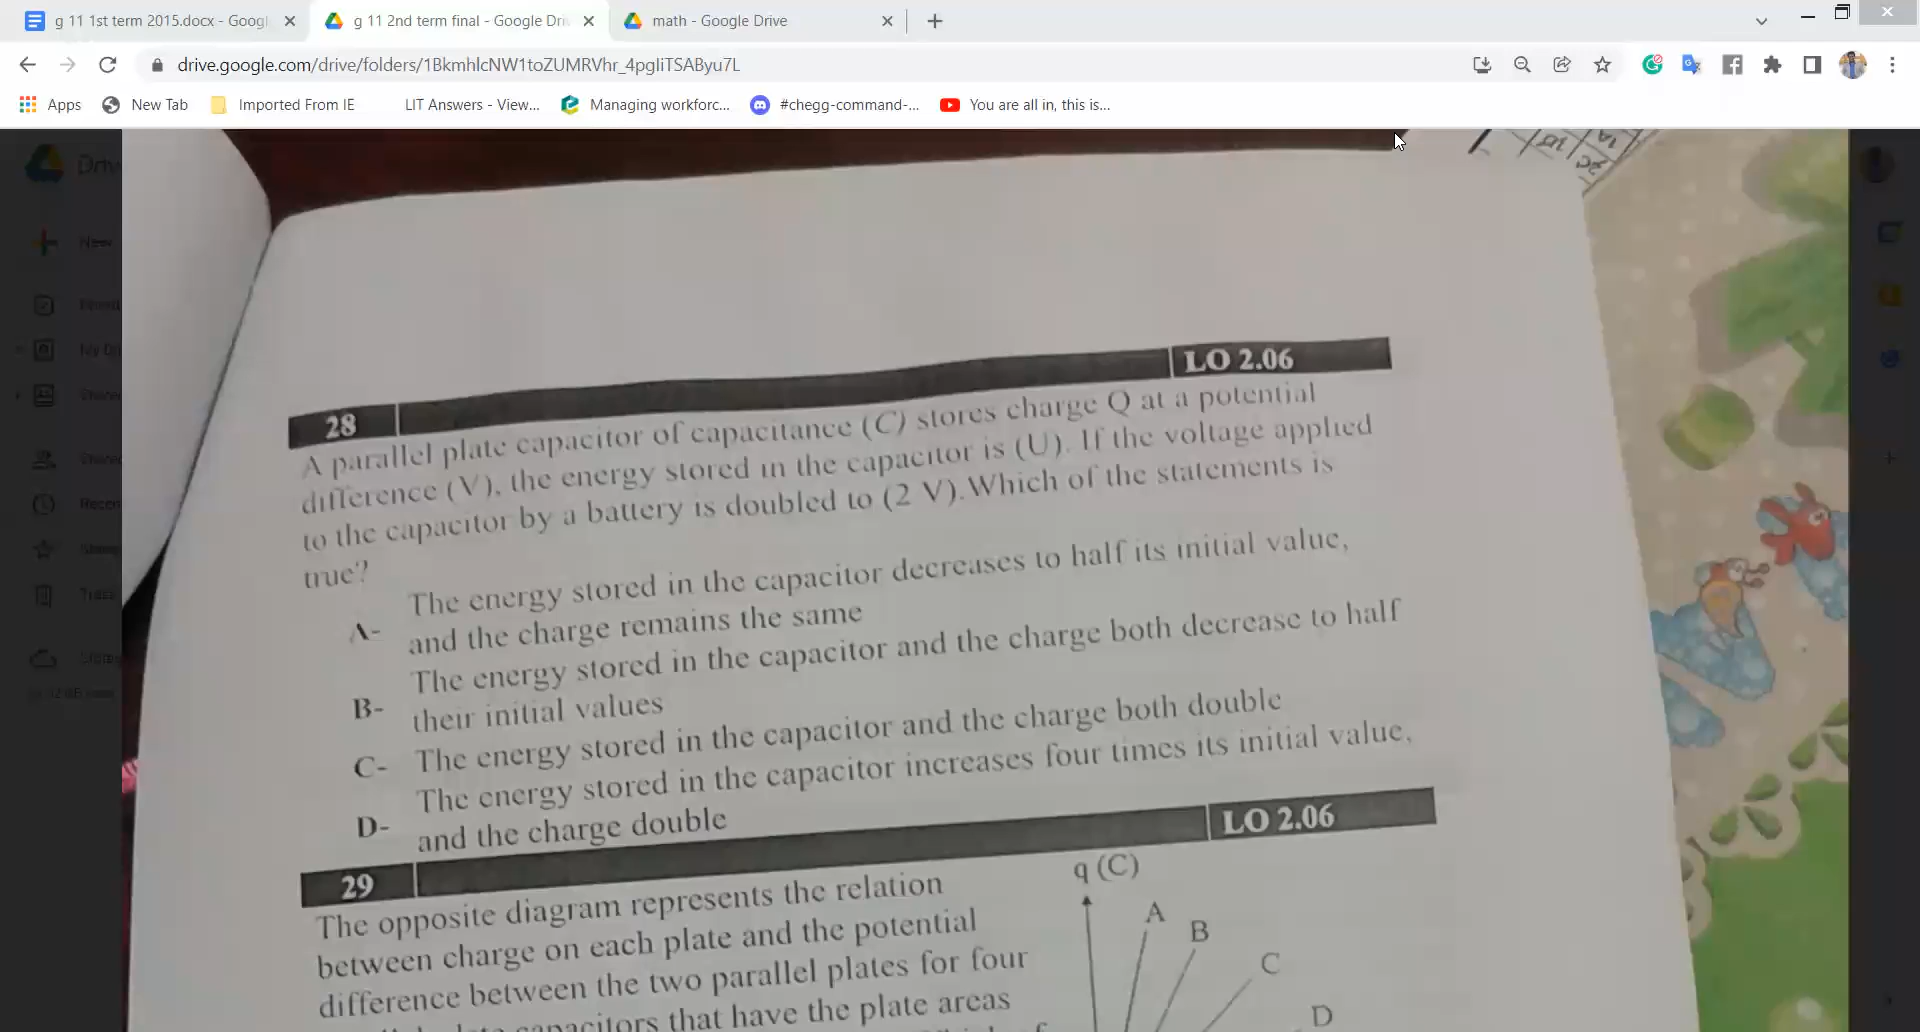 g 11 1st term 2015.docx - Googl
g 11 2nd term final - Google Dri
math - Google Drive
drive.google.com/drive/folders/1BkmhlcNW1toZUMRVhr_4pgIiTSAByu7L
Apps
New Tab
Imported From IE
LIT Answers - View...
Managing workforc...
#chegg-command-...
You are all in, this is...
New
LO 2.06
28
A parallel plate capacitor of capacitance (C) stores charge Q at a potential
difference (V), the energy stored in the capacitor is (U). If the voltage applied
to the capacitor by a battery is doubled to (2 V).Which of the statements is
true?
A- The energy stored in the capacitor decreases to half its initial value,
and the charge remains the same
B- The energy stored in the capacitor and the charge both decrease to half
their initial values
C- The energy stored in the capacitor and the charge both double
D- The energy stored in the capacitor increases four times its initial value,
and the charge double
LO 2.06
29
The opposite diagram represents the relation
between charge on each plate and the potential
difference between the two parallel plates for four
capacitors that have the plate areas
q (C)
A
B
C
D